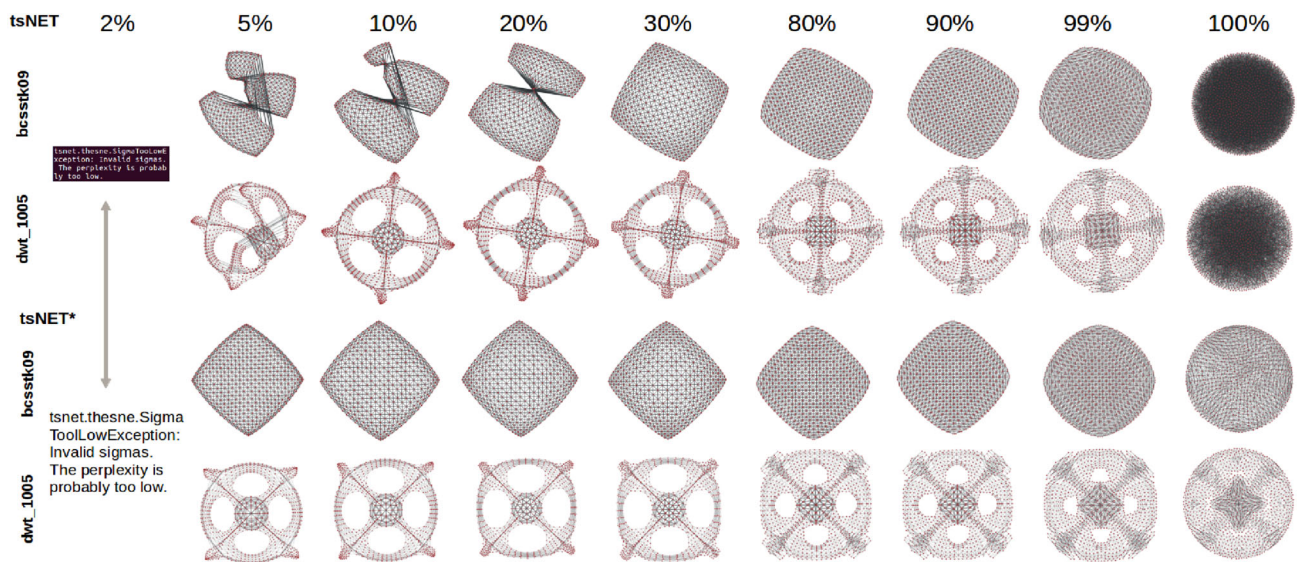 tsNET 2% 5% 10% 20% 30% 80% 90% 99% 100%
bcsstk09
tsnet.thesne.SigmaTooLowE
xception: Invalid sigmas.
The perplexity is probab
ly too low.
dwt_1005
tsNET*
bcsstk09
tsnet.thesne.Sigma
ToolLowException:
Invalid sigmas.
The perplexity is
probably too low.
dwt_1005